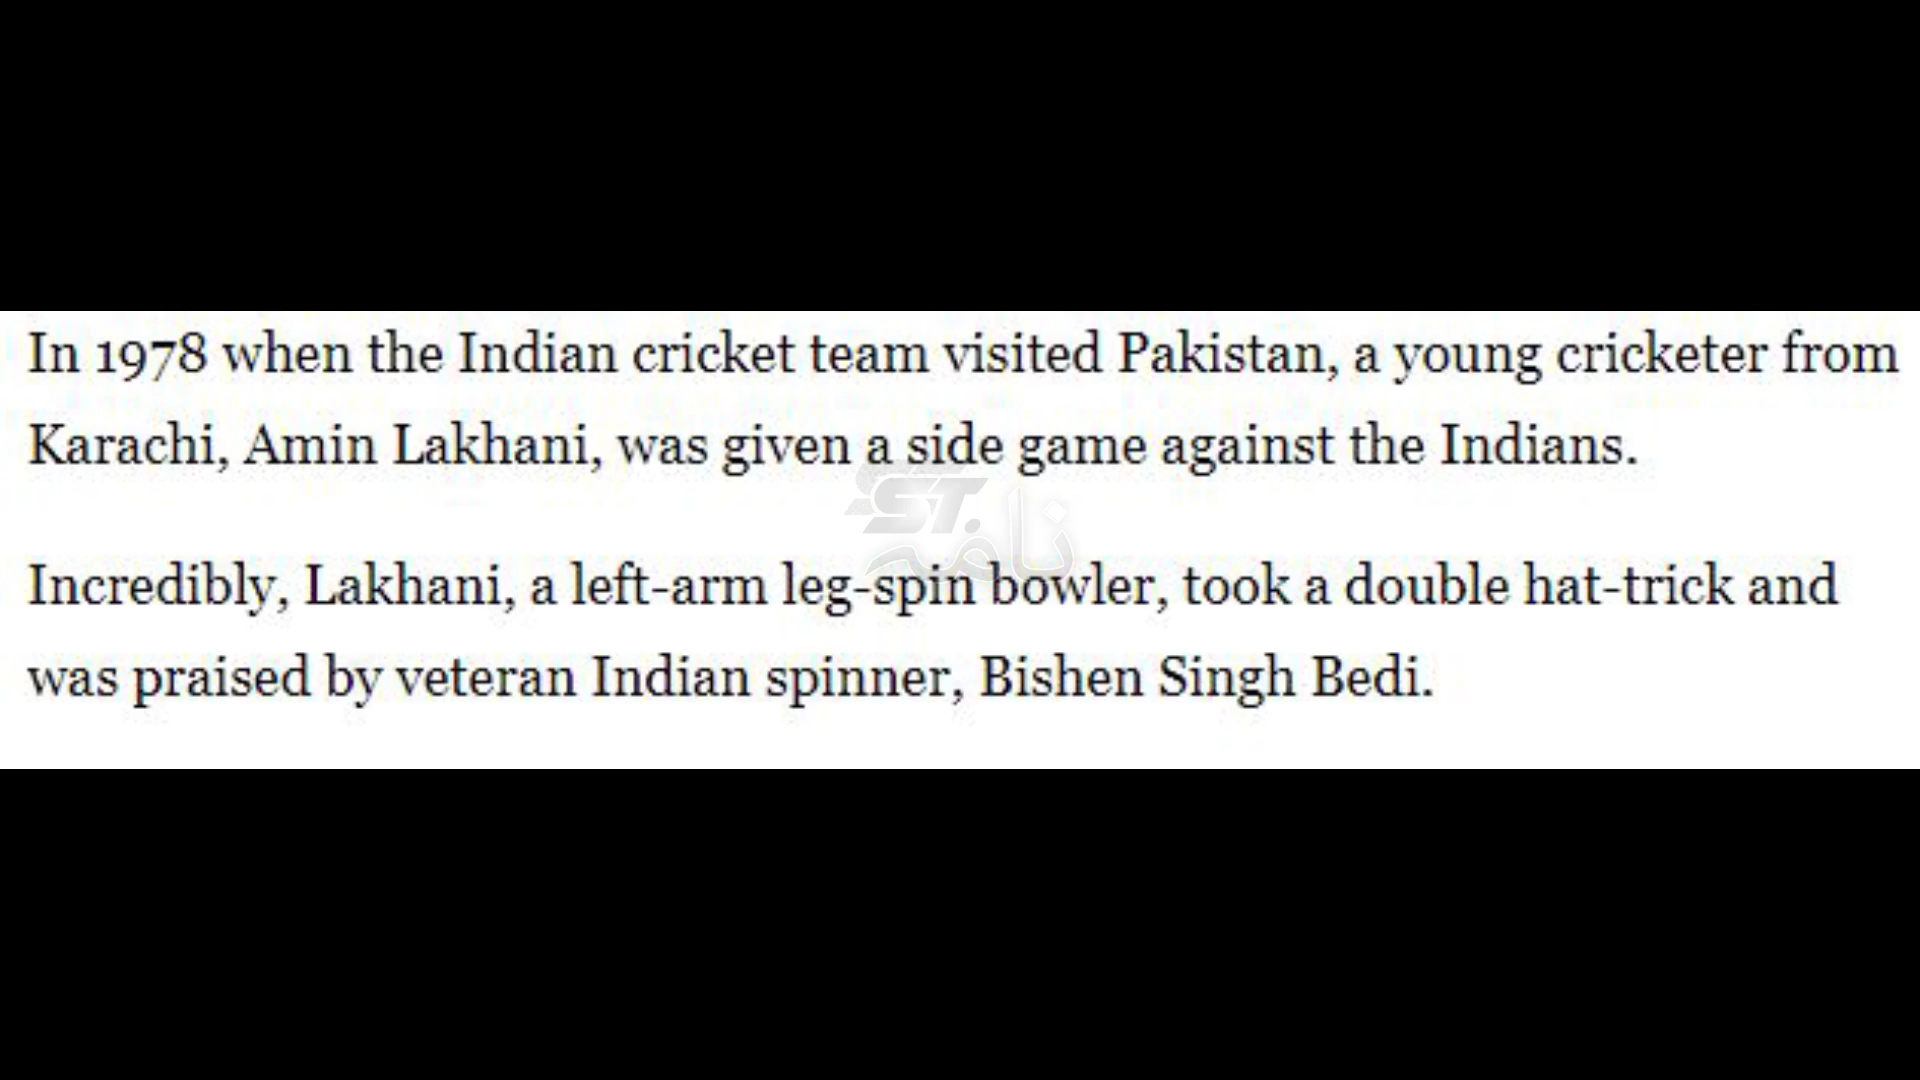 In 1978 when the Indian cricket team visited Pakistan, a young cricketer from
Karachi, Amin Lakhani, was given a side game against the Indians.
ST.
نامہ
Incredibly, Lakhani, a left-arm leg-spin bowler, took a double hat-trick and
was praised by veteran Indian spinner, Bishen Singh Bedi.